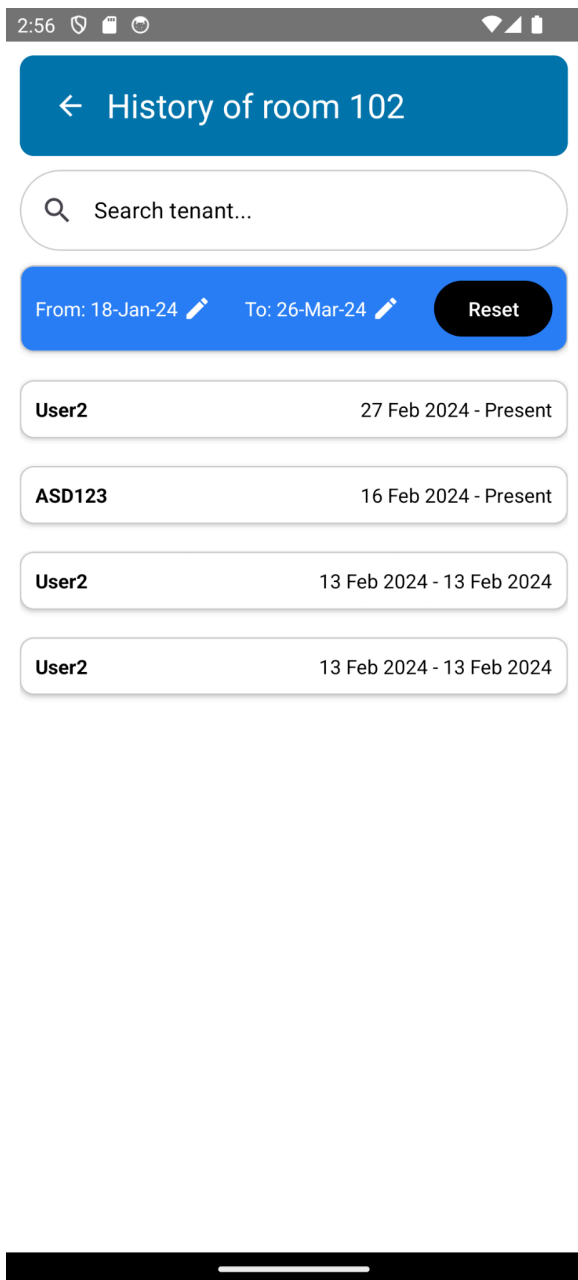 2:56
History of room 102
Search tenant...
From: 18-Jan-24 To: 26-Mar-24 Reset
User2 27 Feb 2024 - Present
ASD123 16 Feb 2024 - Present
User2 13 Feb 2024 - 13 Feb 2024
User2 13 Feb 2024 - 13 Feb 2024